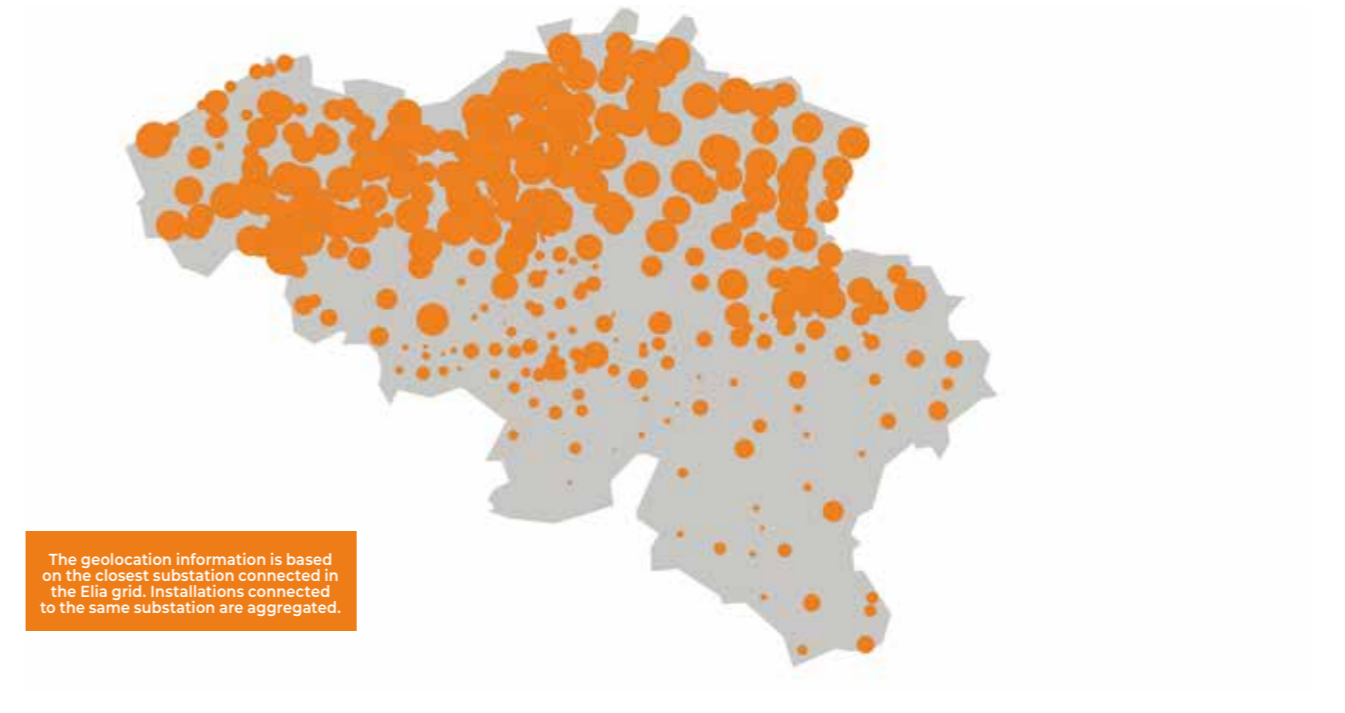 The geolocation information is based
on the closest substation connected in
the Elia grid. Installations connected
to the same substation are aggregated.